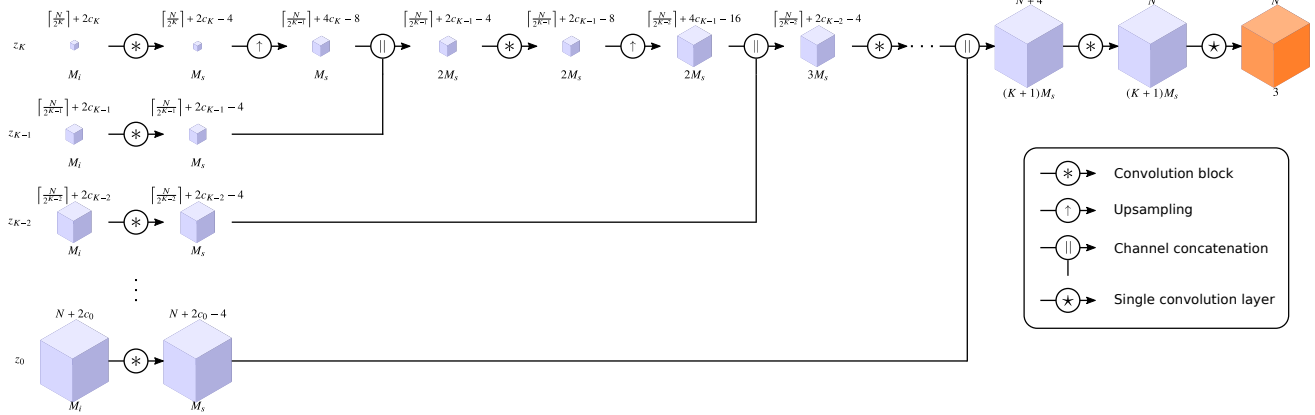 ⌈N/2^K⌉ + 2c_K   ⌈N/2^K⌉ + 2c_K − 4   ⌈N/2^{K−1}⌉ + 4c_K − 8   ⌈N/2^{K−1}⌉ + 2c_{K−1} − 4   ⌈N/2^{K−1}⌉ + 2c_{K−1} − 8   ⌈N/2^{K−2}⌉ + 4c_{K−1} − 16   ⌈N/2^{K−2}⌉ + 2c_{K−2} − 4   N + 4   N   N
z_K   *   ↑   ||   *   ↑   ||   *   · · ·   ||   *   ⋆
M_i   M_s   M_s   2M_s   2M_s   2M_s   3M_s   (K + 1)M_s   (K + 1)M_s   3
⌈N/2^{K−1}⌉ + 2c_{K−1}   ⌈N/2^{K−1}⌉ + 2c_{K−1} − 4
z_{K−1}   *
M_i   M_s
⌈N/2^{K−2}⌉ + 2c_{K−2}   ⌈N/2^{K−2}⌉ + 2c_{K−2} − 4
z_{K−2}   *
M_i   M_s
⋮
N + 2c_0   N + 2c_0 − 4
z_0   *
M_i   M_s
* Convolution block
↑ Upsampling
|| Channel concatenation
⋆ Single convolution layer